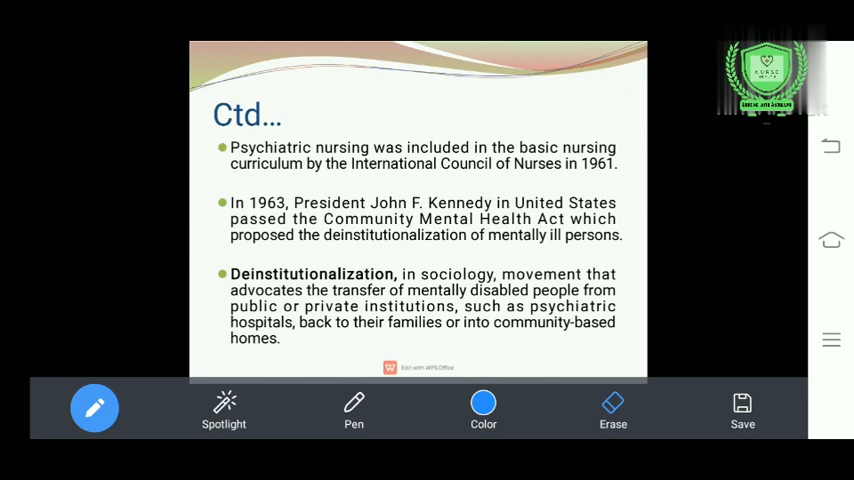 NURSE
Ctd...
Psychiatric nursing was included in the basic nursing
curriculum by the International Council of Nurses in 1961.
In 1963, President John F. Kennedy in United States
passed the Community Mental Health Act which
proposed the deinstitutionalization of mentally ill persons.
Deinstitutionalization, in sociology, movement that
advocates the transfer of mentally disabled people from
public or private institutions, such as psychiatric
hospitals, back to their families or into community-based
homes.
Edit with WPS Office
Spotlight
Pen
Color
Erase
Save